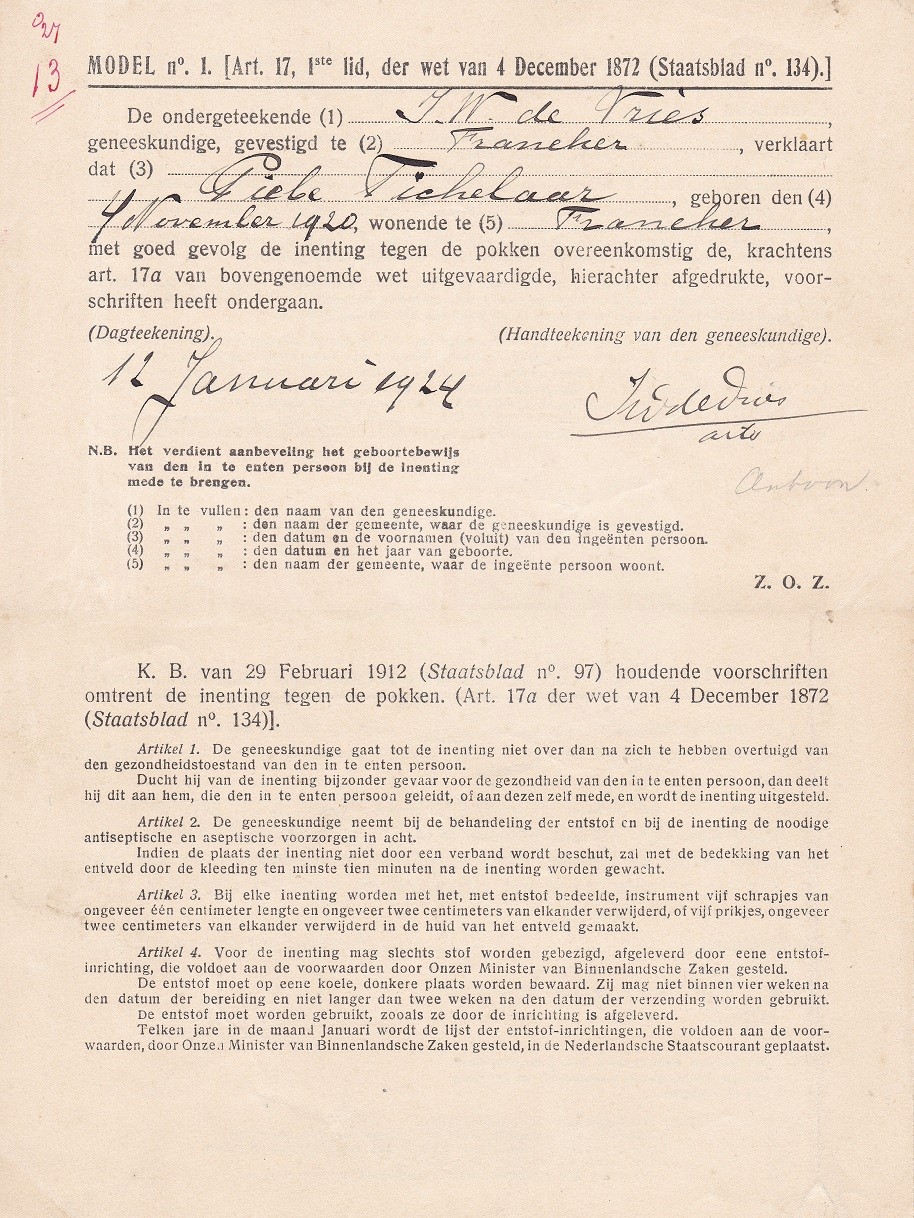 13
MODEL nº. 1. [Art. 17, 1ste lid, der wet van 4 December 1872 (Staatsblad nº. 134).]
De ondergeteekende (1) J. W. de Vries,
geneeskundige, gevestigd te (2) Franeker, verklaart
dat (3)
Piebe Tichelaar, geboren den (4)
4 November 1920, wonende te (5) Franeker,
met goed gevolg de inenting tegen de pokken overeenkomstig de, krachtens
art. 17a van bovengenoemde wet uitgevaardigde, hierachter afgedrukte, voor-
schriften heeft ondergaan.
(Dagteekening). (Handteekening van den geneeskundige).
12 Januari 1924 JWdeVries
arts
N.B. Het verdient aanbeveling het geboortebewijs
van den in te enten persoon bij de inenting
mede te brengen.
(1) In te vullen : den naam van den geneeskundige.
(2) „ „ „ : den naam der gemeente, waar de geneeskundige is gevestigd.
(3) „ „ „ : den datum en de voornamen (voluit) van den ingeënten persoon.
(4) „ „ „ : den datum en het jaar van geboorte.
(5) „ „ „ : den naam der gemeente, waar de ingeënte persoon woont.
Z. O. Z.
K. B. van 29 Februari 1912 (Staatsblad nº. 97) houdende voorschriften
omtrent de inenting tegen de pokken. (Art. 17a der wet van 4 December 1872
(Staatsblad nº. 134)].
Artikel 1. De geneeskundige gaat tot de inenting niet over dan na zich te hebben overtuigd van
den gezondheidstoestand van den in te enten persoon.
Ducht hij van de inenting bijzonder gevaar voor de gezondheid van den in te enten persoon, dan deelt
hij dit aan hem, die den in te enten persoon geleidt, of aan dezen zelf mede, en wordt de inenting uitgesteld.
Artikel 2. De geneeskundige neemt bij de behandeling der entstof en bij de inenting de noodige
antiseptische en aseptische voorzorgen in acht.
Indien de plaats der inenting niet door een verband wordt beschut, zal met de bedekking van het
entveld door de kleeding ten minste tien minuten na de inenting worden gewacht.
Artikel 3. Bij elke inenting worden met het, met entstof bedeelde, instrument vijf schrapjes van
ongeveer één centimeter lengte en ongeveer twee centimeters van elkander verwijderd, of vijf prikjes, ongeveer
twee centimeters van elkander verwijderd in de huid van het entveld gemaakt.
Artikel 4. Voor de inenting mag slechts stof worden gebezigd, afgeleverd door eene entstof-
inrichting, die voldoet aan de voorwaarden door Onzen Minister van Binnenlandsche Zaken gesteld.
De entstof moet op eene koele, donkere plaats worden bewaard. Zij mag niet binnen vier weken na
den datum der bereiding en niet langer dan twee weken na den datum der verzending worden gebruikt.
De entstof moet worden gebruikt, zooals ze door de inrichting is afgeleverd.
Telken jare in de maand Januari wordt de lijst der entstof-inrichtingen, die voldoen aan de voor-
waarden, door Onzen Minister van Binnenlandsche Zaken gesteld, in de Nederlandsche Staatscourant geplaatst.